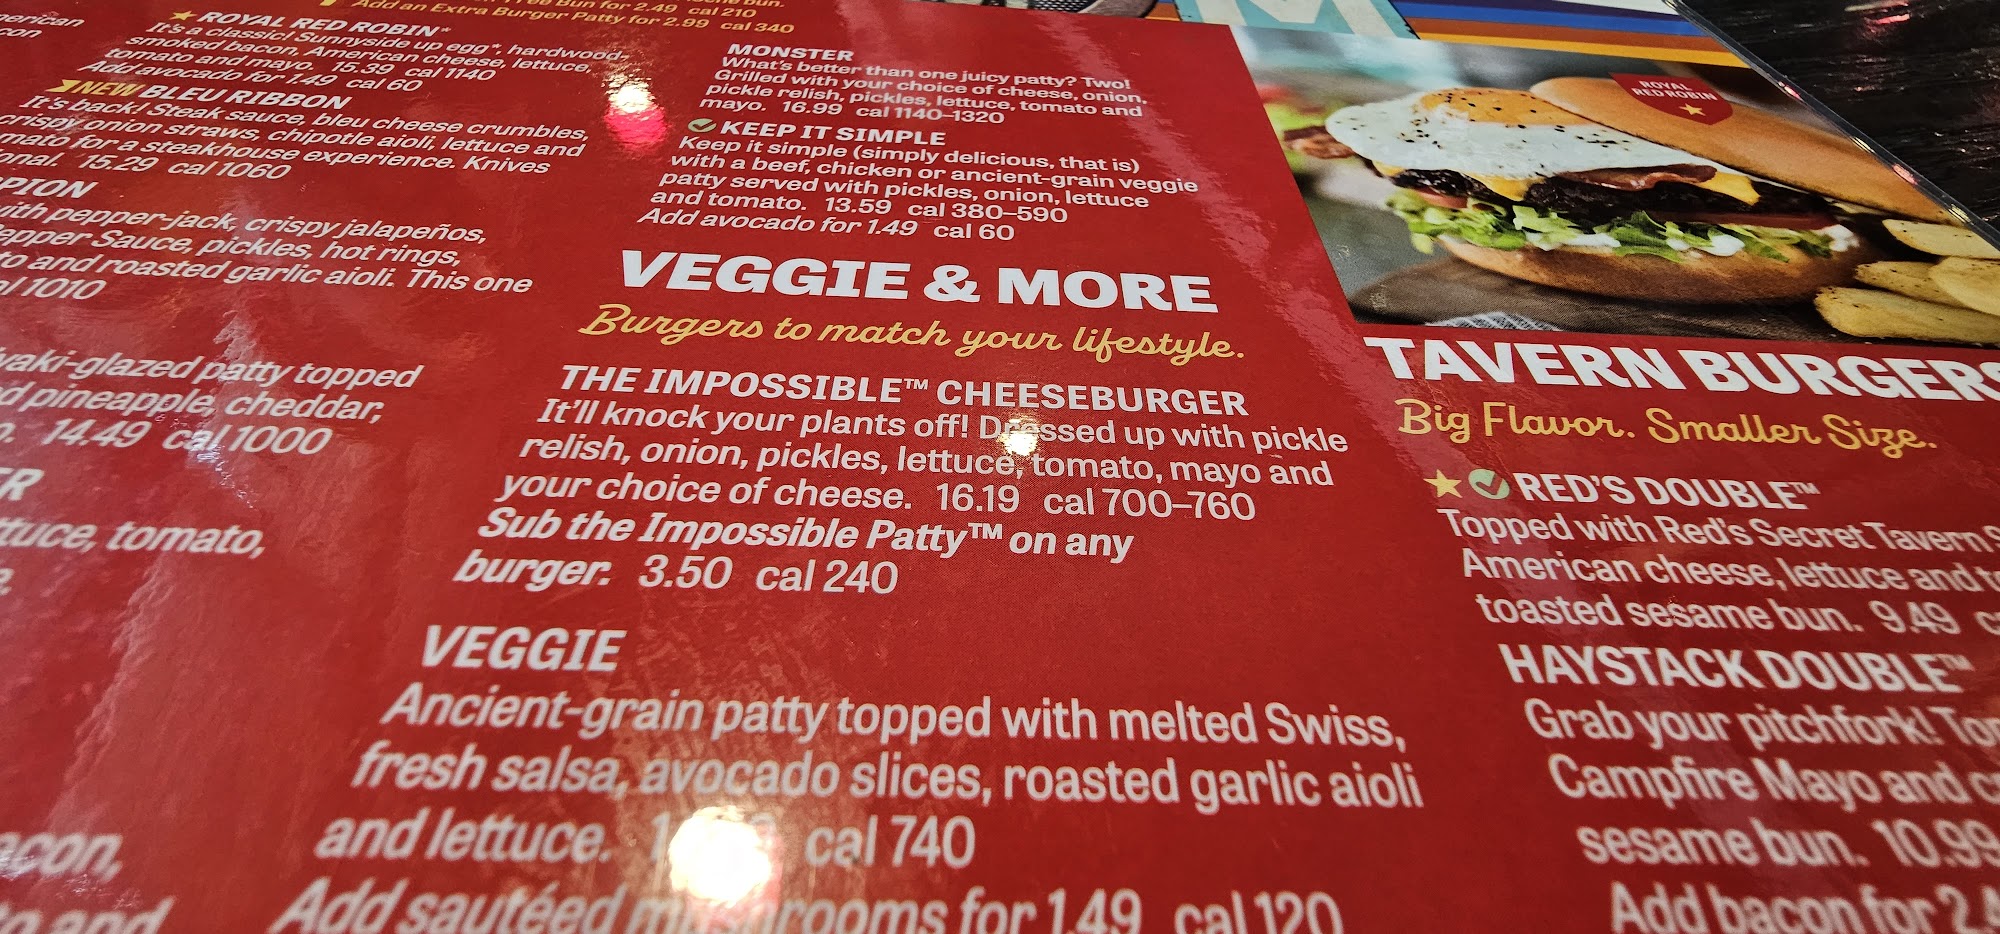 Bun for 2.49 cal 210
Add an Extra Burger Patty for 2.99 cal 340
ROYAL RED ROBIN*
It's a classic! Sunnyside up egg*, hardwood-
smoked bacon, American cheese, lettuce,
tomato and mayo. 15.39 cal 1140
Add avocado for 1.49 cal 60
NEW BLEU RIBBON
It's back! Steak sauce, bleu cheese crumbles,
crispy onion straws, chipotle aioli, lettuce and
for a steakhouse experience. Knives
15.29 cal 1060
with pepper-jack, crispy jalapeños,
Pepper Sauce, pickles, hot rings,
and roasted garlic aioli. This one
1010
-glazed patty topped
pineapple, cheddar,
14.49 cal 1000
tomato,
and
MONSTER
What's better than one juicy patty? Two!
Grilled with your choice of cheese, onion,
pickle relish, pickles, lettuce, tomato and
mayo. 16.99 cal 1140–1320
KEEP IT SIMPLE
Keep it simple (simply delicious, that is)
with a beef, chicken or ancient-grain veggie
patty served with pickles, onion, lettuce
and tomato. 13.59 cal 380–590
Add avocado for 1.49 cal 60
VEGGIE & MORE
Burgers to match your lifestyle.
THE IMPOSSIBLE™ CHEESEBURGER
It'll knock your plants off! Dressed up with pickle
relish, onion, pickles, lettuce, tomato, mayo and
your choice of cheese. 16.19 cal 700–760
Sub the Impossible Patty™ on any
burger. 3.50 cal 240
VEGGIE
Ancient-grain patty topped with melted Swiss,
fresh salsa, avocado slices, roasted garlic aioli
and lettuce. cal 740
Add sautéed mushrooms for 1.49 cal 120
ROYAL
RED ROBIN
TAVERN BURGERS
Big Flavor. Smaller Size.
RED'S DOUBLE™
Topped with Red's Secret Tavern
American cheese, lettuce and
toasted sesame bun. 9.49
HAYSTACK DOUBLE™
Grab your pitchfork!
Campfire Mayo and
sesame bun. 10.99
Add bacon for